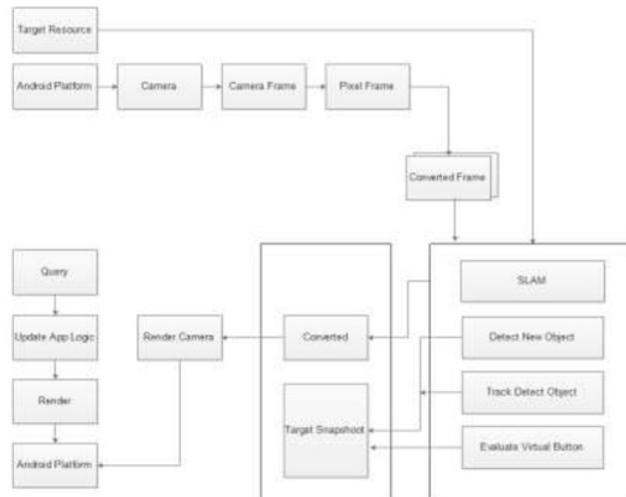 Target Resource
Android Platform
Camera
Camera Frame
Pixel Frame
Converted Frame
Query
Update App Logic
Render
Android Platform
Render Camera
Converted
Target Snapshoot
SLAM
Detect New Object
Track Detect Object
Evaluate Virtual Button